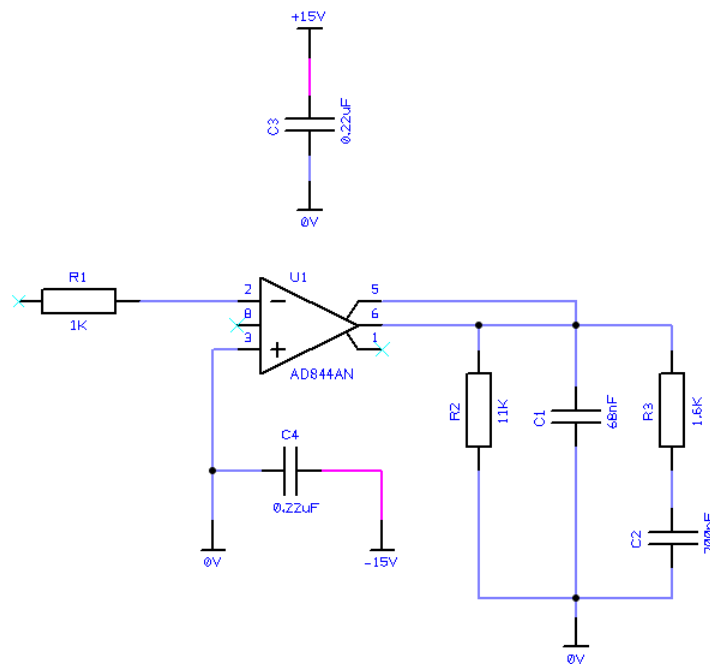 +15V
C3
0.22uF
0V
R1
1K
U1
2
8
3
5
6
1
AD844AN
C4
0.22uF
0V
-15V
R2
11K
C1
68nF
R3
1.6K
C2
0V